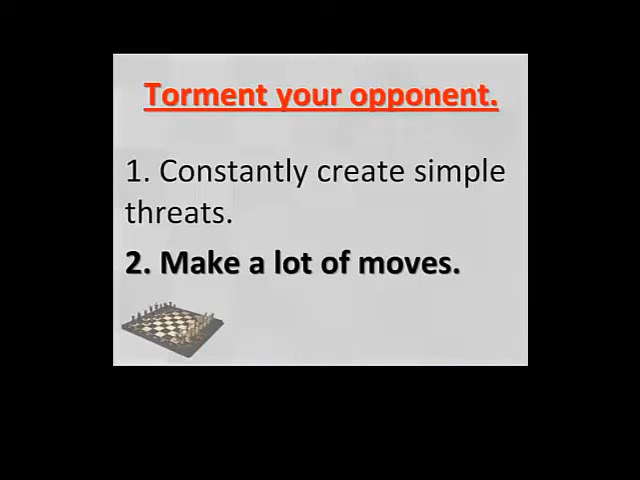 Torment your opponent.
1. Constantly create simple
threats.
2. Make a lot of moves.